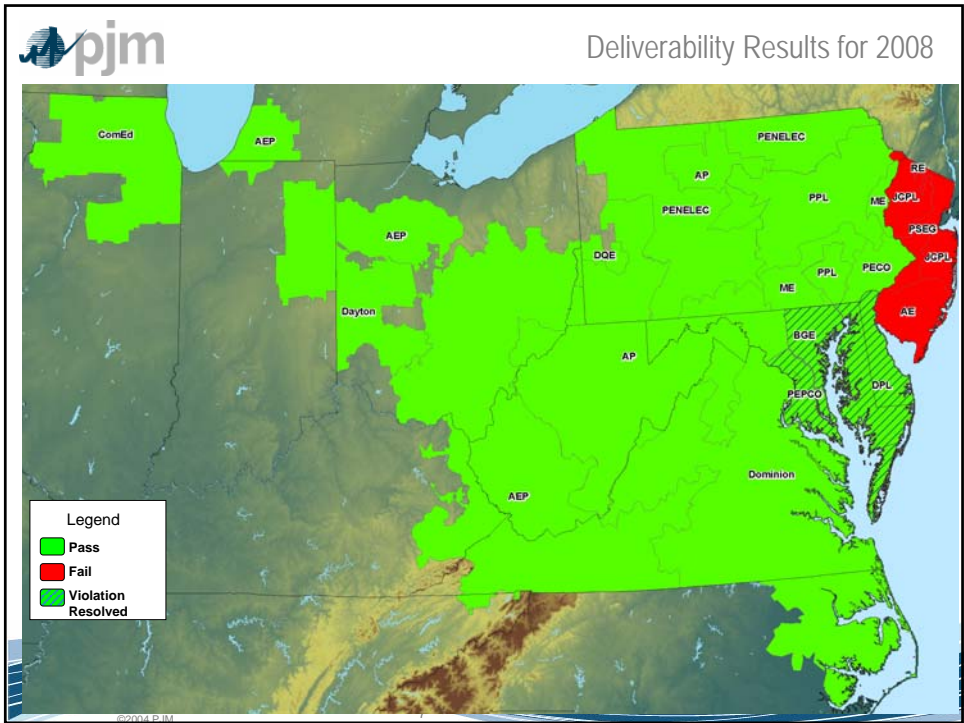 pjm
Deliverability Results for 2008
ComEd
AEP
PENELEC
RE
AP
JCPL
PPL
ME
PENELEC
PSEG
AEP
DQE
JCPL
PECO
PPL
ME
Dayton
AE
BGE
AP
DPL
PEPCO
Dominion
AEP
Legend
Pass
Fail
Violation
Resolved
©2004 PJM